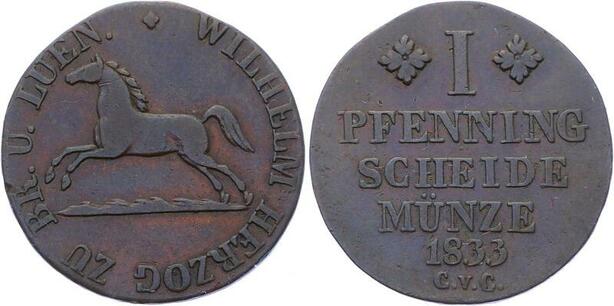 WILHELM HERZOG ZU BR. U. LUEN.
I
PFENNING
SCHEIDE
MÜNZE
1833
C.v.C.